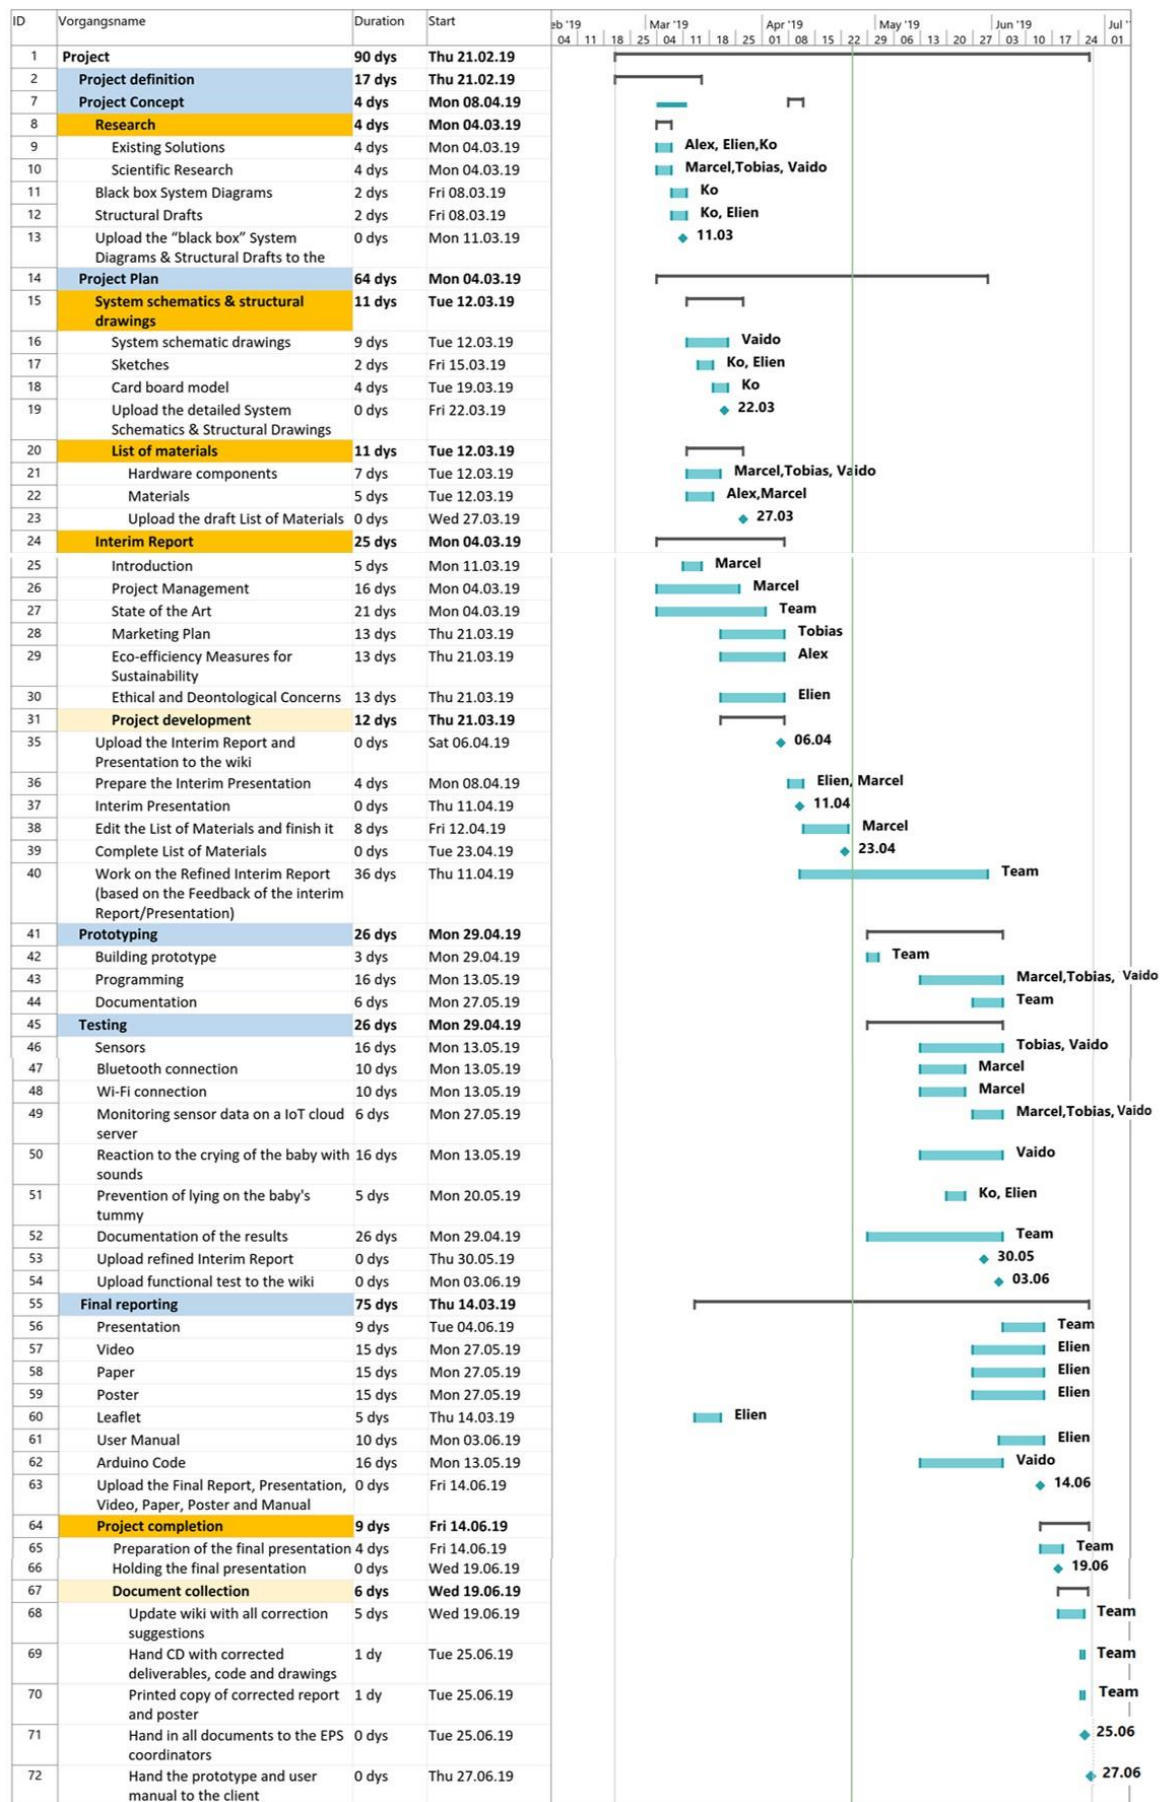 ID Vorgangsname Duration Start eb '19 Mar '19 Apr '19 May '19 Jun '19 Jul '
04 11 18 25 04 11 18 25 01 08 15 22 29 06 13 20 27 03 10 17 24 01
1 Project 90 dys Thu 21.02.19
2 Project definition 17 dys Thu 21.02.19
7 Project Concept 4 dys Mon 08.04.19
8 Research 4 dys Mon 04.03.19
9 Existing Solutions 4 dys Mon 04.03.19 Alex, Elien,Ko
10 Scientific Research 4 dys Mon 04.03.19 Marcel,Tobias, Vaido
11 Black box System Diagrams 2 dys Fri 08.03.19 Ko
12 Structural Drafts 2 dys Fri 08.03.19 Ko, Elien
13 Upload the “black box” System 0 dys Mon 11.03.19 11.03
Diagrams & Structural Drafts to the
14 Project Plan 64 dys Mon 04.03.19
15 System schematics & structural 11 dys Tue 12.03.19
drawings
16 System schematic drawings 9 dys Tue 12.03.19 Vaido
17 Sketches 2 dys Fri 15.03.19 Ko, Elien
18 Card board model 4 dys Tue 19.03.19 Ko
19 Upload the detailed System 0 dys Fri 22.03.19 22.03
Schematics & Structural Drawings
20 List of materials 11 dys Tue 12.03.19
21 Hardware components 7 dys Tue 12.03.19 Marcel,Tobias, Vaido
22 Materials 5 dys Tue 12.03.19 Alex,Marcel
23 Upload the draft List of Materials 0 dys Wed 27.03.19 27.03
24 Interim Report 25 dys Mon 04.03.19
25 Introduction 5 dys Mon 11.03.19 Marcel
26 Project Management 16 dys Mon 04.03.19 Marcel
27 State of the Art 21 dys Mon 04.03.19 Team
28 Marketing Plan 13 dys Thu 21.03.19 Tobias
29 Eco-efficiency Measures for 13 dys Thu 21.03.19 Alex
Sustainability
30 Ethical and Deontological Concerns 13 dys Thu 21.03.19 Elien
31 Project development 12 dys Thu 21.03.19
35 Upload the Interim Report and 0 dys Sat 06.04.19 06.04
Presentation to the wiki
36 Prepare the Interim Presentation 4 dys Mon 08.04.19 Elien, Marcel
37 Interim Presentation 0 dys Thu 11.04.19 11.04
38 Edit the List of Materials and finish it 8 dys Fri 12.04.19 Marcel
39 Complete List of Materials 0 dys Tue 23.04.19 23.04
40 Work on the Refined Interim Report 36 dys Thu 11.04.19 Team
(based on the Feedback of the interim
Report/Presentation)
41 Prototyping 26 dys Mon 29.04.19
42 Building prototype 3 dys Mon 29.04.19 Team
43 Programming 16 dys Mon 13.05.19 Marcel,Tobias, Vaido
44 Documentation 6 dys Mon 27.05.19 Team
45 Testing 26 dys Mon 29.04.19
46 Sensors 16 dys Mon 13.05.19 Tobias, Vaido
47 Bluetooth connection 10 dys Mon 13.05.19 Marcel
48 Wi-Fi connection 10 dys Mon 13.05.19 Marcel
49 Monitoring sensor data on a IoT cloud 6 dys Mon 27.05.19 Marcel,Tobias, Vaido
server
50 Reaction to the crying of the baby with 16 dys Mon 13.05.19 Vaido
sounds
51 Prevention of lying on the baby's 5 dys Mon 20.05.19 Ko, Elien
tummy
52 Documentation of the results 26 dys Mon 29.04.19 Team
53 Upload refined Interim Report 0 dys Thu 30.05.19 30.05
54 Upload functional test to the wiki 0 dys Mon 03.06.19 03.06
55 Final reporting 75 dys Thu 14.03.19
56 Presentation 9 dys Tue 04.06.19 Team
57 Video 15 dys Mon 27.05.19 Elien
58 Paper 15 dys Mon 27.05.19 Elien
59 Poster 15 dys Mon 27.05.19 Elien
60 Leaflet 5 dys Thu 14.03.19 Elien
61 User Manual 10 dys Mon 03.06.19 Elien
62 Arduino Code 16 dys Mon 13.05.19 Vaido
63 Upload the Final Report, Presentation, 0 dys Fri 14.06.19 14.06
Video, Paper, Poster and Manual
64 Project completion 9 dys Fri 14.06.19
65 Preparation of the final presentation 4 dys Fri 14.06.19 Team
66 Holding the final presentation 0 dys Wed 19.06.19 19.06
67 Document collection 6 dys Wed 19.06.19
68 Update wiki with all correction 5 dys Wed 19.06.19 Team
suggestions
69 Hand CD with corrected 1 dy Tue 25.06.19 Team
deliverables, code and drawings
70 Printed copy of corrected report 1 dy Tue 25.06.19 Team
and poster
71 Hand in all documents to the EPS 0 dys Tue 25.06.19 25.06
coordinators
72 Hand the prototype and user 0 dys Thu 27.06.19 27.06
manual to the client